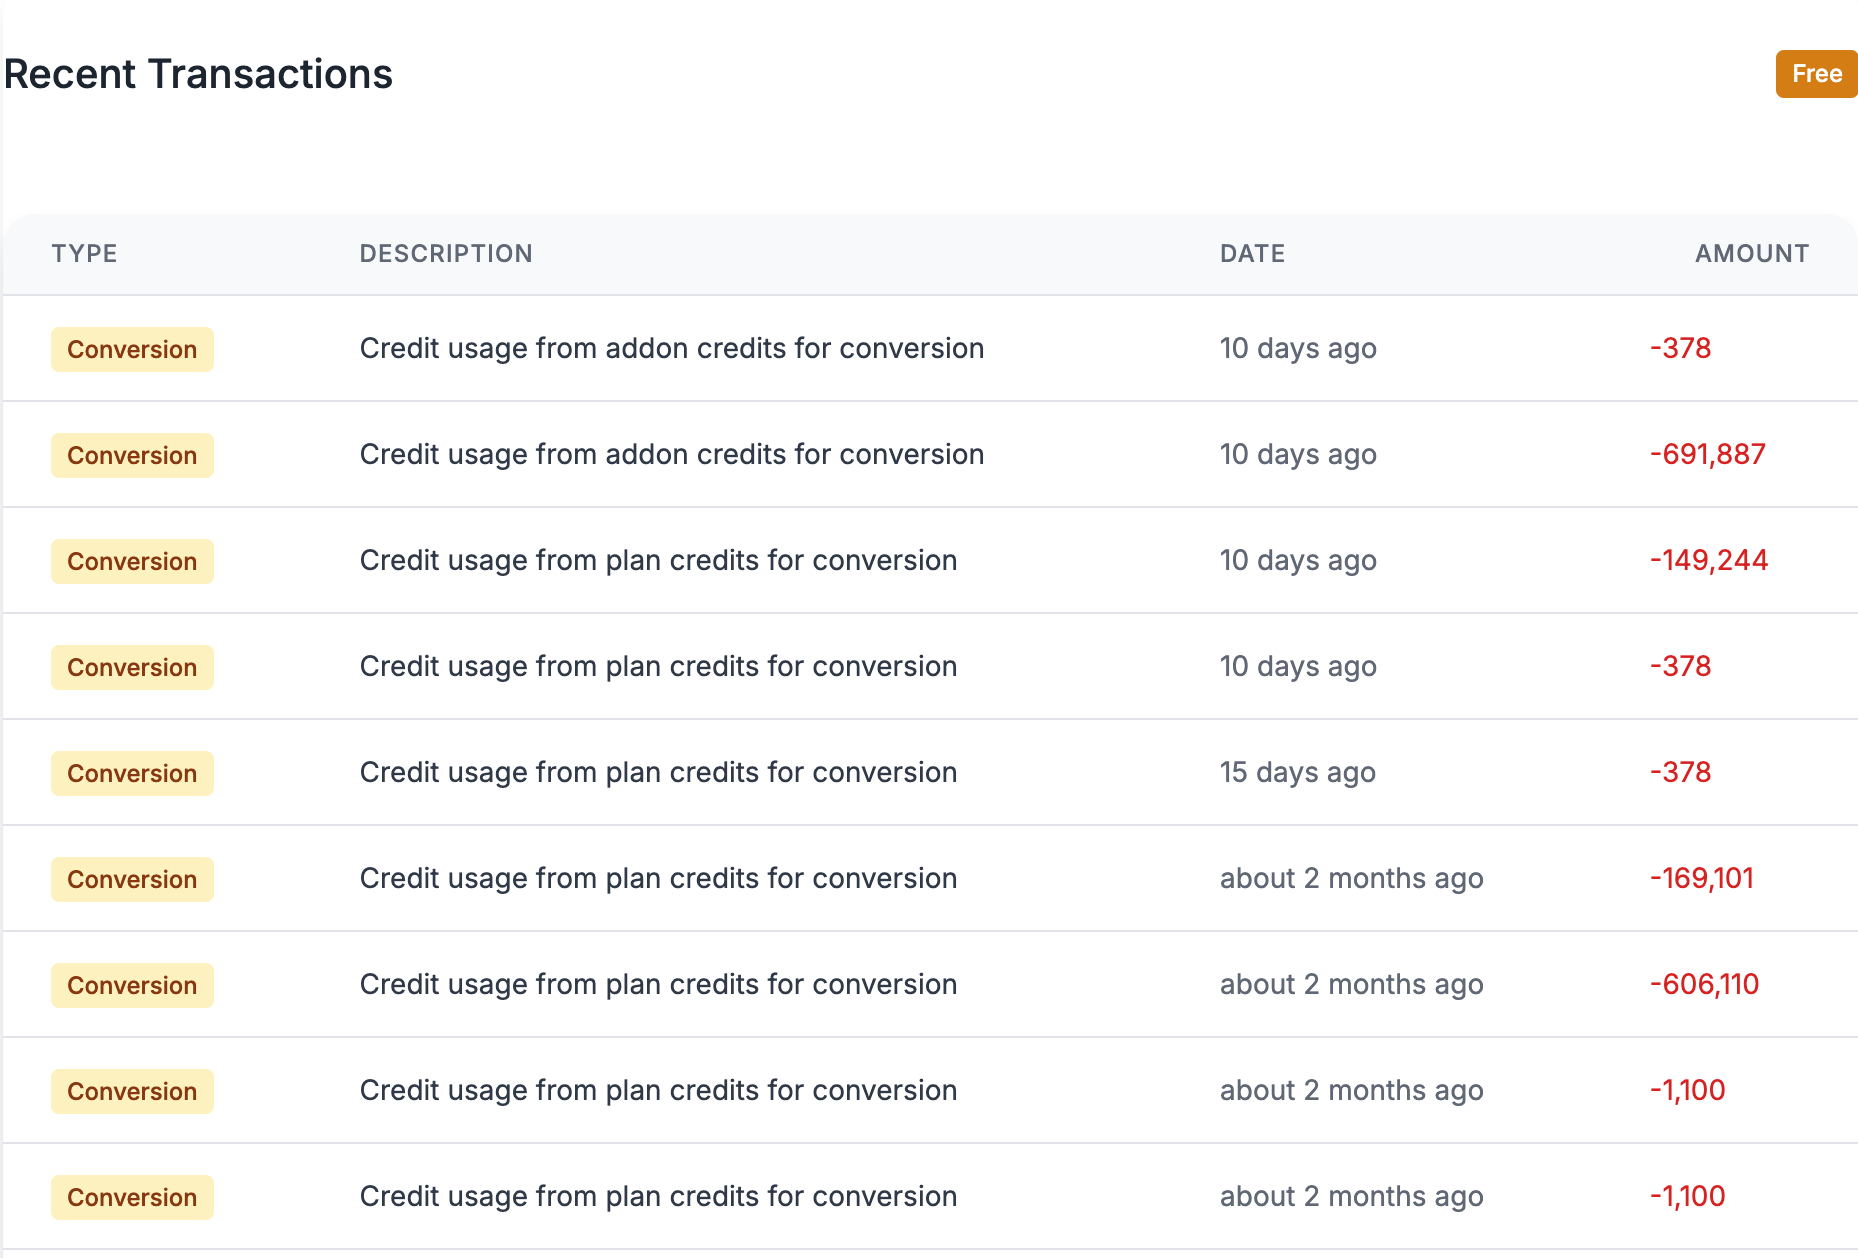 Recent Transactions Free
TYPE DESCRIPTION DATE AMOUNT
Conversion Credit usage from addon credits for conversion 10 days ago -378
Conversion Credit usage from addon credits for conversion 10 days ago -691,887
Conversion Credit usage from plan credits for conversion 10 days ago -149,244
Conversion Credit usage from plan credits for conversion 10 days ago -378
Conversion Credit usage from plan credits for conversion 15 days ago -378
Conversion Credit usage from plan credits for conversion about 2 months ago -169,101
Conversion Credit usage from plan credits for conversion about 2 months ago -606,110
Conversion Credit usage from plan credits for conversion about 2 months ago -1,100
Conversion Credit usage from plan credits for conversion about 2 months ago -1,100